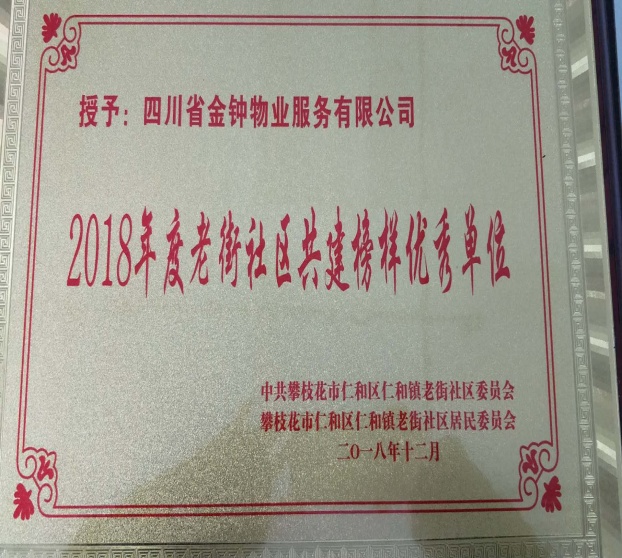 授予：四川省金钟物业服务有限公司
2018年度老街社区共建榜样优秀单位
中共攀枝花市仁和区仁和镇老街社区委员会
攀枝花市仁和区仁和镇老街社区居民委员会
二〇一八年十二月